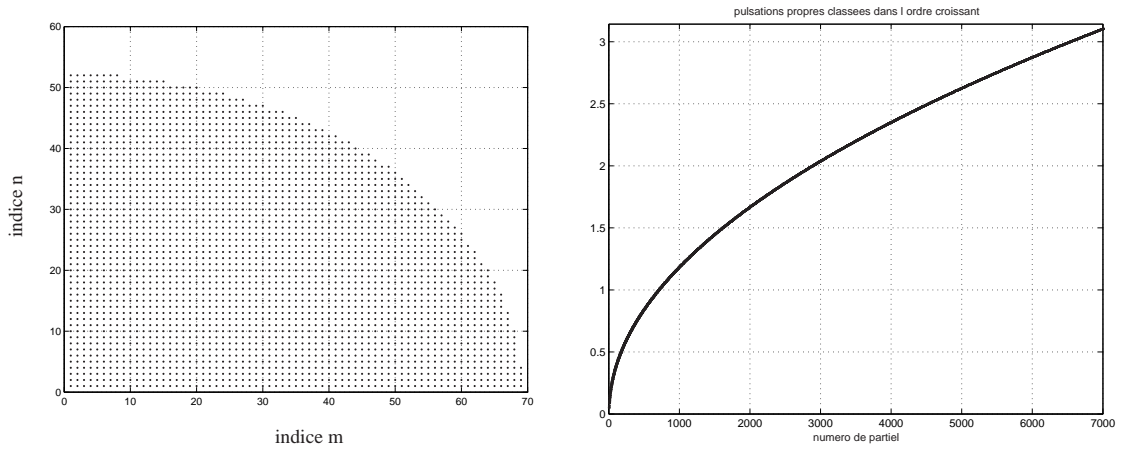 60
50
40
30
20
10
0
0 10 20 30 40 50 60 70
indice n
indice m
pulsations propres classees dans l ordre croissant
3
2.5
2
1.5
1
0.5
0
0 1000 2000 3000 4000 5000 6000 7000
numero de partiel